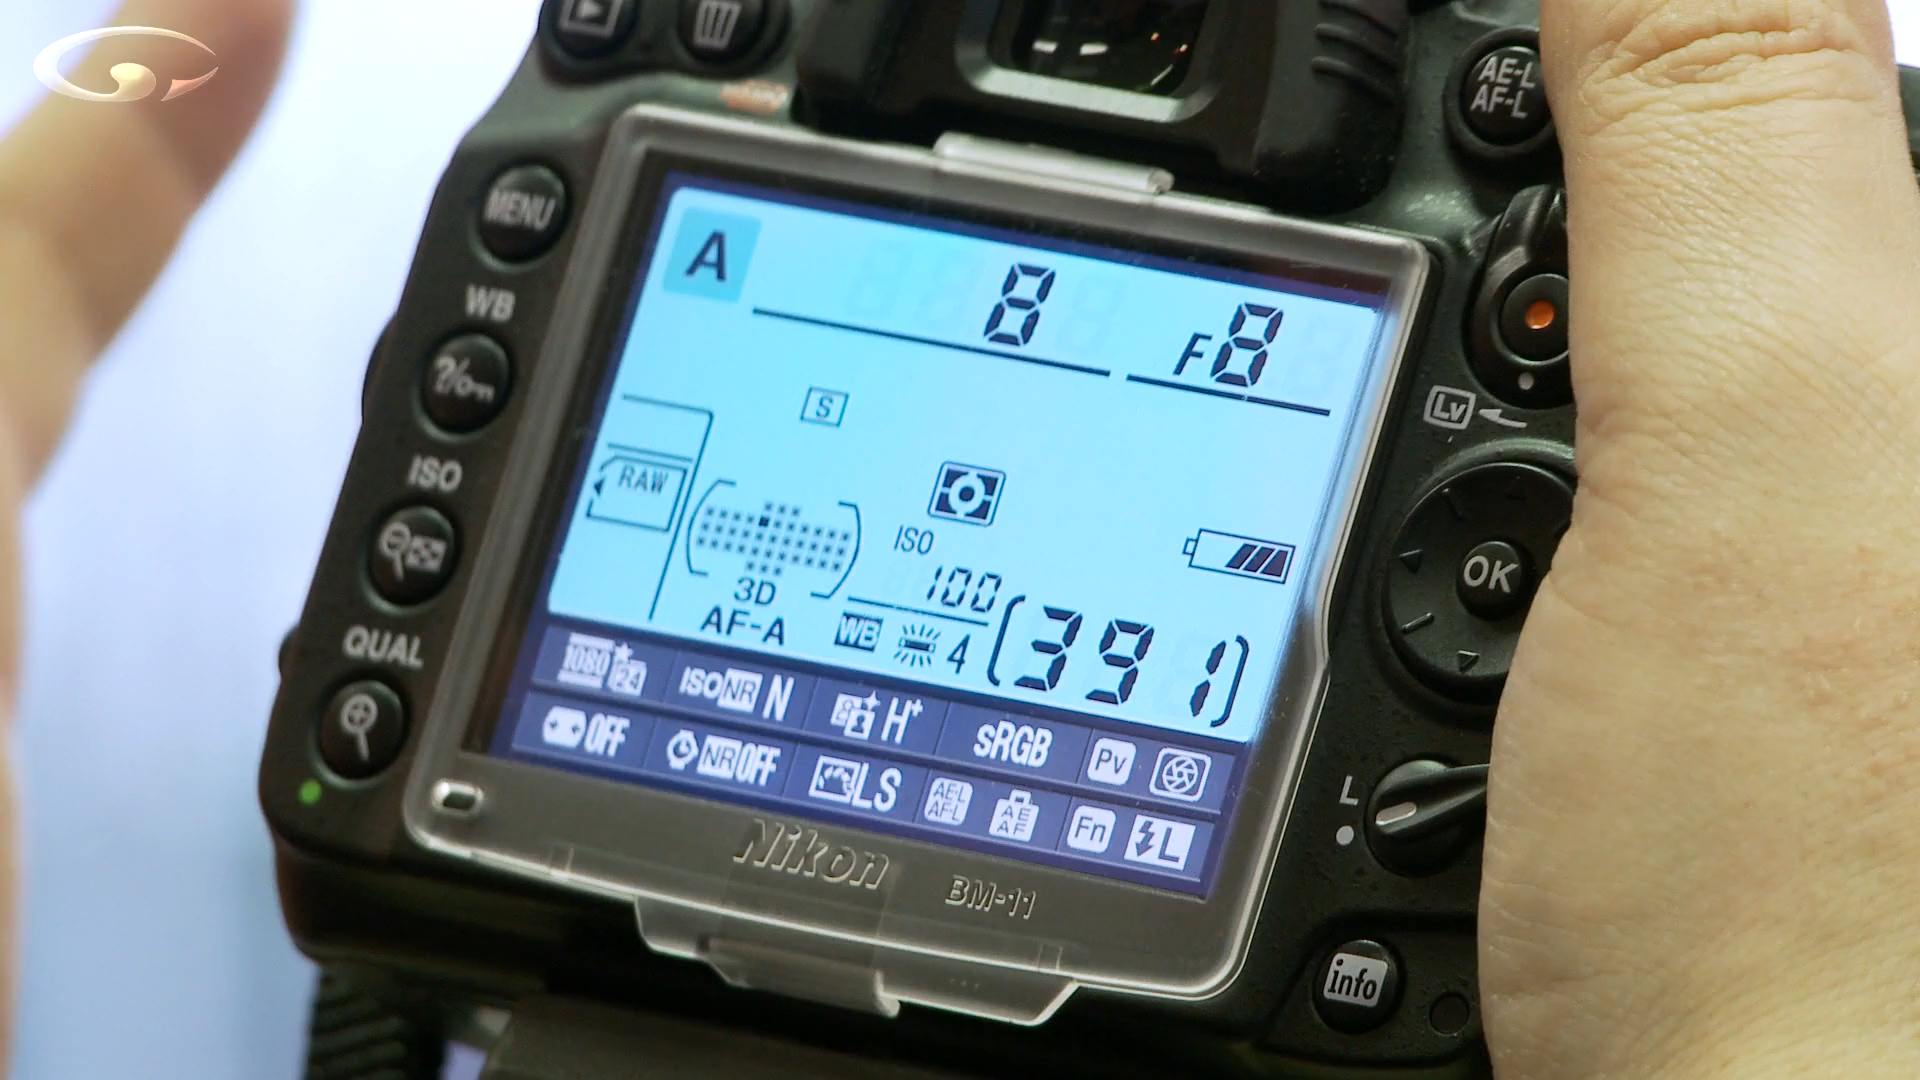 AE-L
AF-L
MENU
WB
?/
ISO
QUAL
A
8
F8
S
RAW
Lv
OK
3D
AF-A
ISO
100
WB
4
(391)
1080
24
ISO NR N
H+
sRGB
Pv
OFF
NR OFF
LS
AE-L
AF-L
AE
AF
Fn
L
L
Nikon
BM-11
info